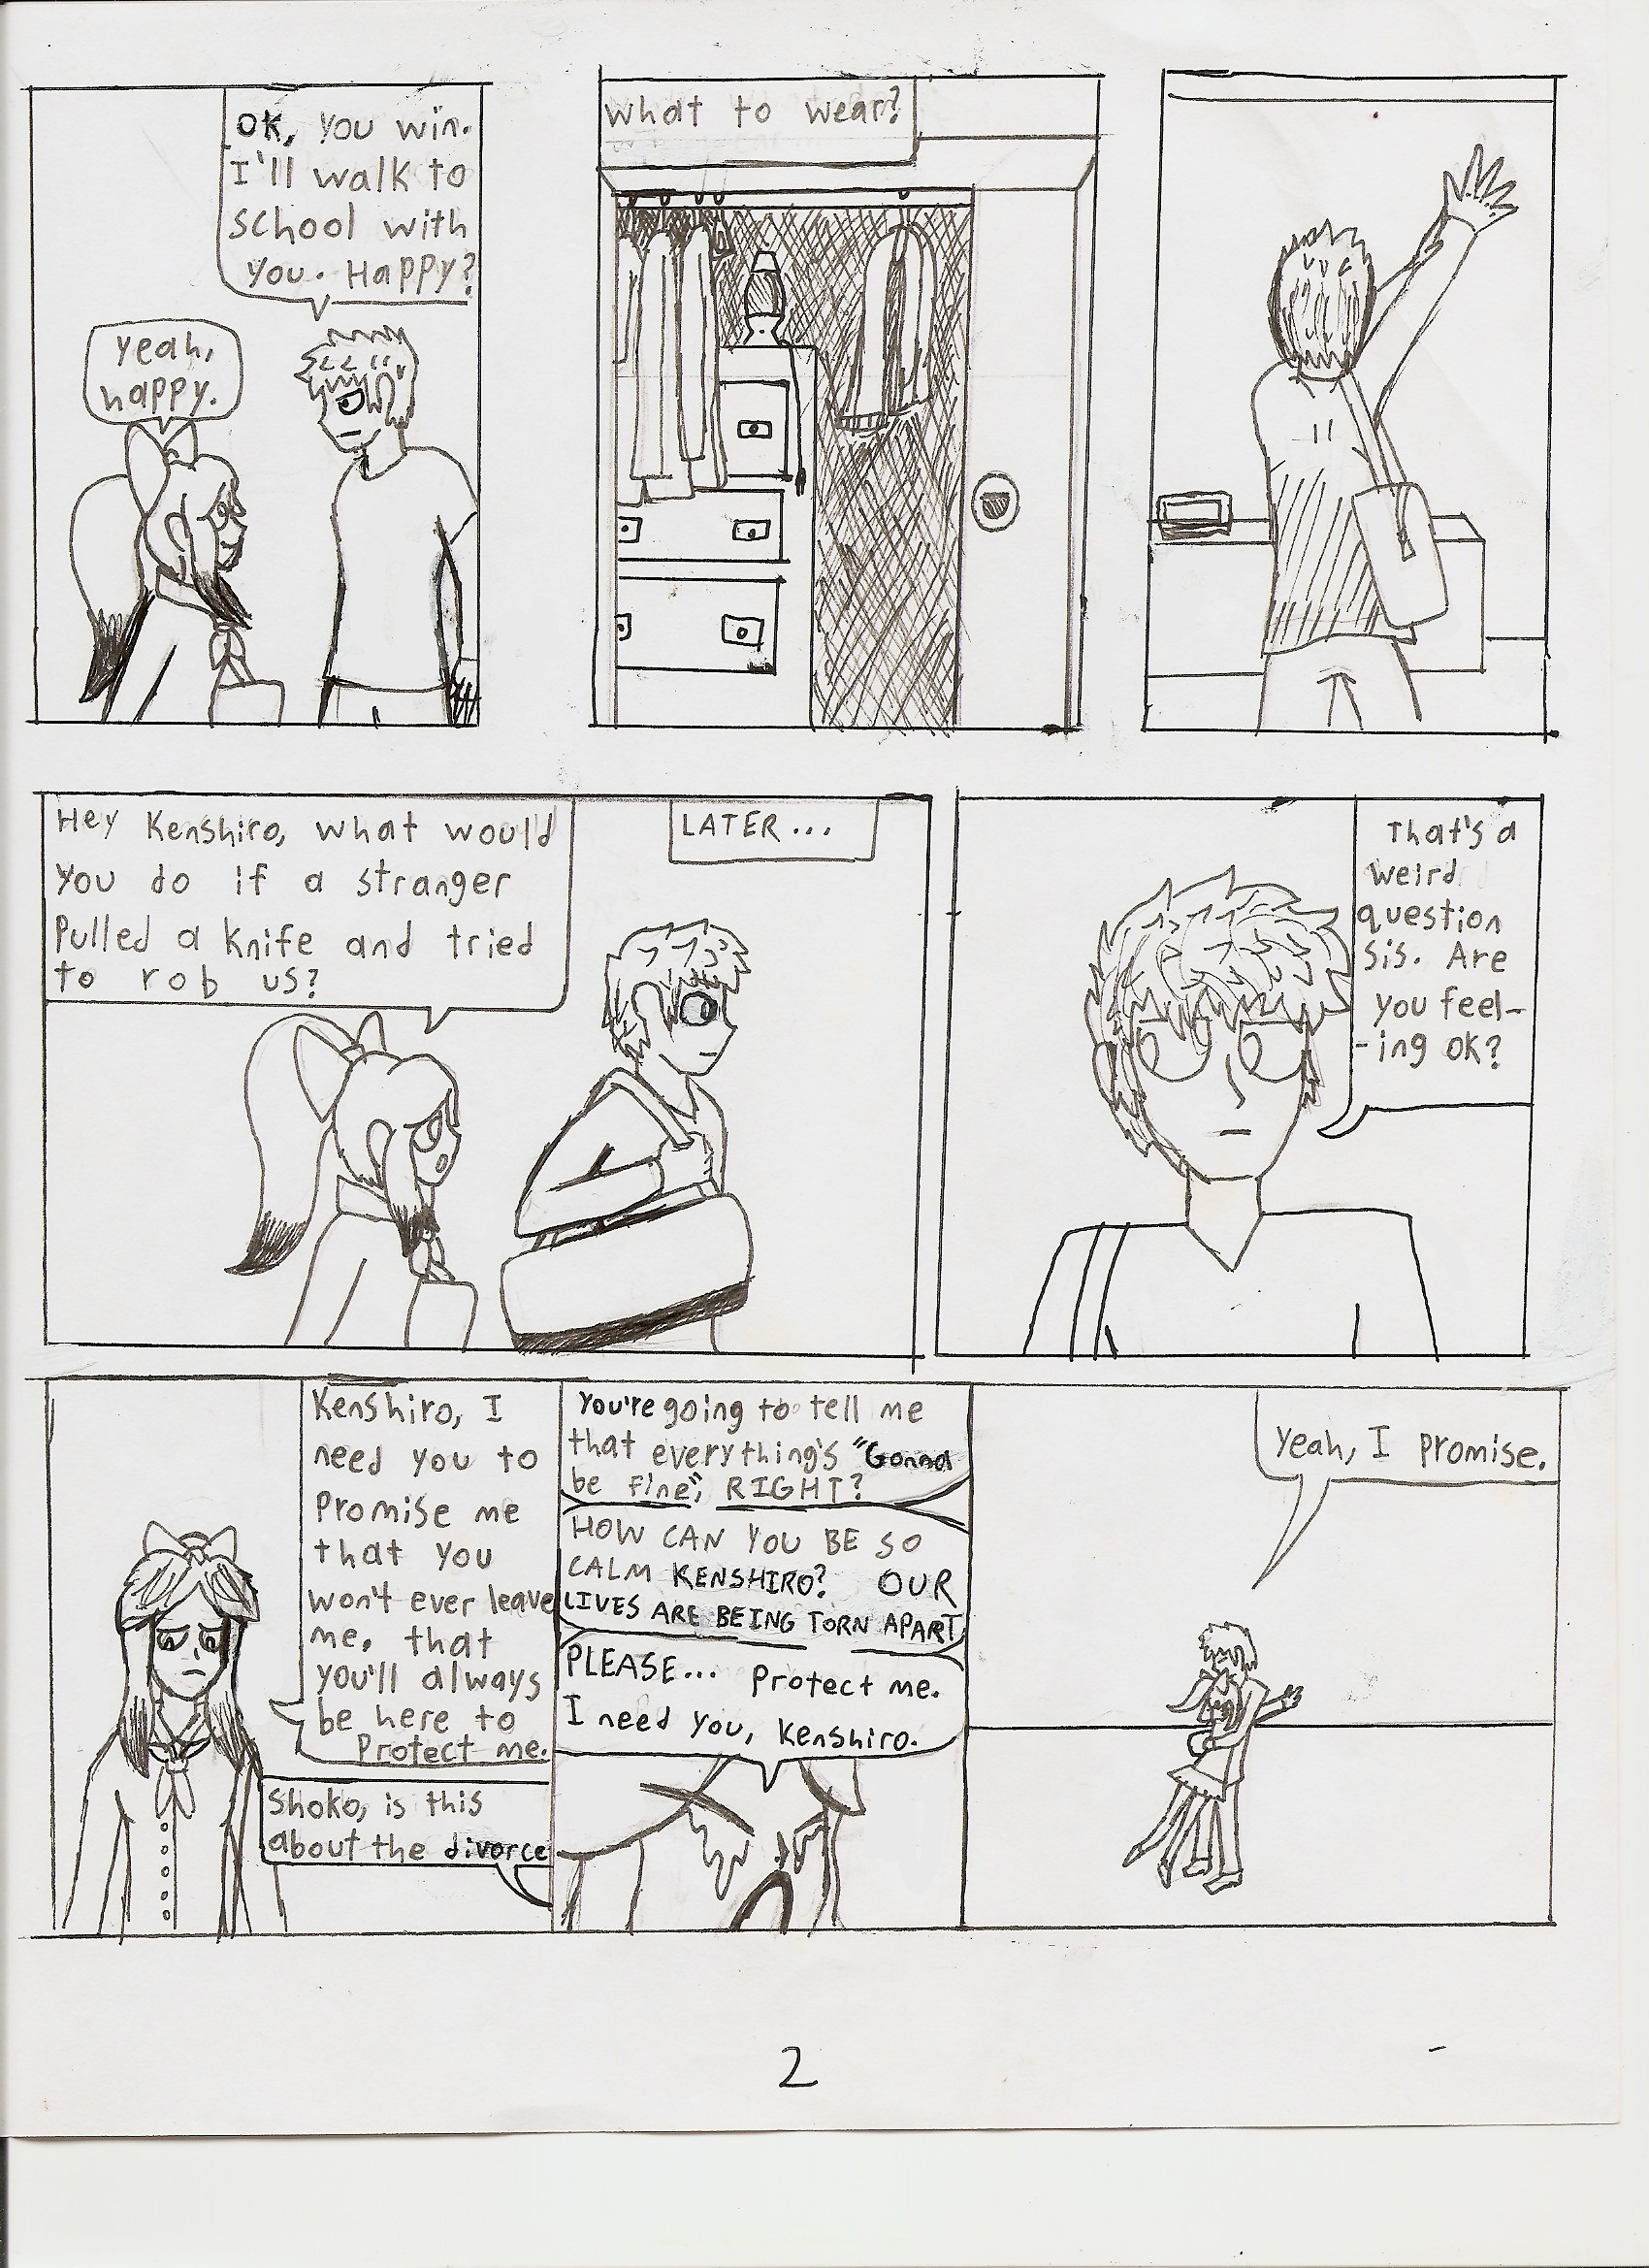 OK, you win.
I'll walk to
school with
you. Happy?
Yeah,
happy.
What to wear?
Hey Kenshiro, what would
you do if a stranger
pulled a knife and tried
to rob us?
LATER...
That's a
weird
question
sis. Are
you feel-
-ing ok?
Kenshiro, I
need you to
promise me
that you
won't ever leave
me. that
you'll always
be here to
protect me.
Shoko, is this
about the divorce
You're going to tell me
that everything's "Gonna
be fine", RIGHT?
HOW CAN YOU BE SO
CALM KENSHIRO? OUR
LIVES ARE BEING TORN APART
PLEASE... Protect me.
I need you, Kenshiro.
Yeah, I promise.
2